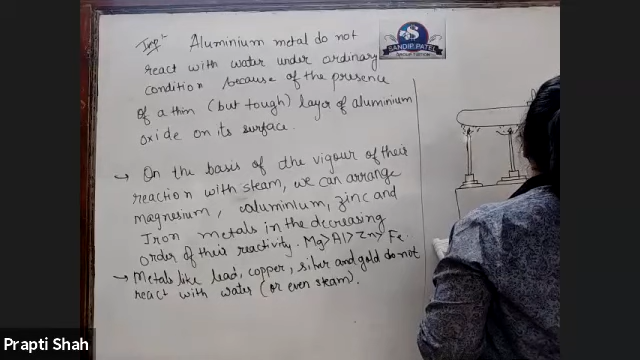 Imp:-
Aluminium metal do not
react with water under ordinary
condition because of the presence
of a thin (but tough) layer of aluminium
oxide on its surface.
→ On the basis of the vigour of their
reaction with steam, we can arrange
magnesium, aluminium, zinc and
Iron metals in the decreasing
order of their reactivity. Mg>Al>Zn>Fe.
→ Metals like lead, copper, silver and gold do not
react with water (or even steam).
SANDIP PATEL
Prapti Shah